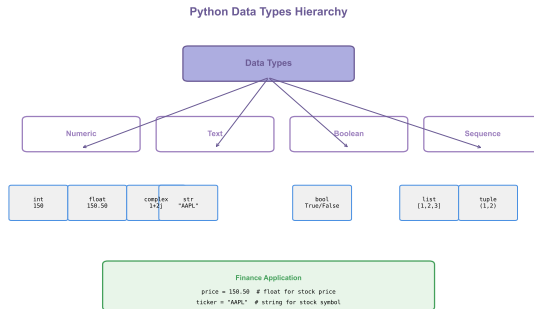 Python Data Types Hierarchy
Data Types
Numeric
Text
Boolean
Sequence
int
150
float
150.50
complex
1+2j
str
"AAPL"
bool
True/False
list
[1,2,3]
tuple
(1,2)
Finance Application
price = 150.50 # float for stock price
ticker = "AAPL" # string for stock symbol